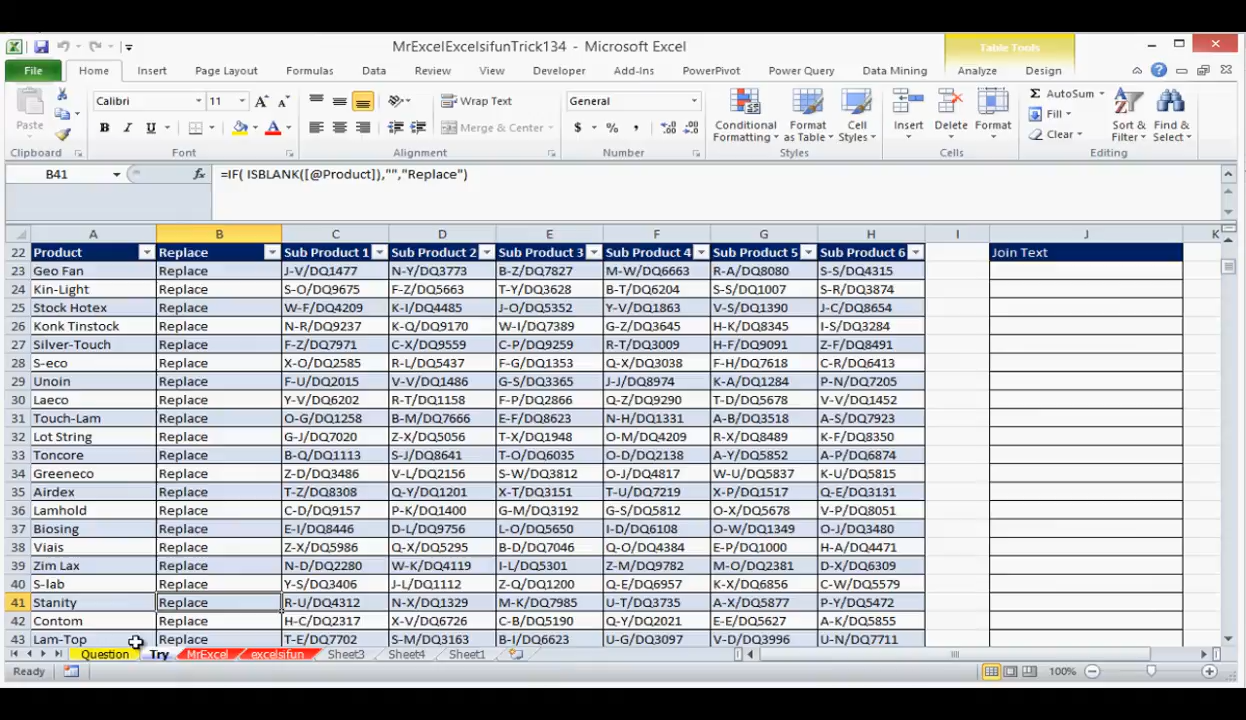 MrExcelExcelsifunTrick134 - Microsoft Excel
Table Tools
File Home Insert Page Layout Formulas Data Review View Developer Add-Ins PowerPivot Power Query Data Mining Analyze Design
Paste
Clipboard
Calibri 11
B I U
Font
Wrap Text
Merge & Center
Alignment
General
$ % ,
Number
Conditional Formatting
Format as Table
Cell Styles
Styles
Insert Delete Format
Cells
AutoSum
Fill
Clear
Sort & Filter
Find & Select
Editing
B41 fx =IF( ISBLANK([@Product]),"","Replace")
A B C D E F G H I J K
22 Product Replace Sub Product 1 Sub Product 2 Sub Product 3 Sub Product 4 Sub Product 5 Sub Product 6 Join Text
23 Geo Fan Replace J-V/DQ1477 N-Y/DQ3773 B-Z/DQ7827 M-W/DQ6663 R-A/DQ8080 S-S/DQ4315
24 Kin-Light Replace S-O/DQ9675 F-Z/DQ5663 T-Y/DQ3628 B-T/DQ6204 S-S/DQ1007 S-R/DQ3874
25 Stock Hotex Replace W-F/DQ4209 K-I/DQ4485 J-O/DQ5352 Y-V/DQ1863 V-S/DQ1390 J-C/DQ8654
26 Konk Tinstock Replace N-R/DQ9237 K-Q/DQ9170 W-I/DQ7389 G-Z/DQ3645 H-K/DQ8345 I-S/DQ3284
27 Silver-Touch Replace F-Z/DQ7971 C-X/DQ9559 C-P/DQ9259 R-T/DQ3009 H-F/DQ9091 Z-F/DQ8491
28 S-eco Replace X-O/DQ2585 R-L/DQ5437 F-G/DQ1353 Q-X/DQ3038 F-H/DQ7618 C-R/DQ6413
29 Unoin Replace F-U/DQ2015 V-V/DQ1486 G-S/DQ3365 J-J/DQ8974 K-A/DQ1284 P-N/DQ7205
30 Laeco Replace Y-V/DQ6202 R-T/DQ1158 F-P/DQ2866 Q-Z/DQ9290 T-D/DQ5678 V-V/DQ1452
31 Touch-Lam Replace O-G/DQ1258 B-M/DQ7666 E-F/DQ8623 N-H/DQ1331 A-B/DQ3518 A-S/DQ7923
32 Lot String Replace G-J/DQ7020 Z-X/DQ5056 T-X/DQ1948 O-M/DQ4209 R-X/DQ8489 K-F/DQ8350
33 Toncore Replace B-Q/DQ1113 S-J/DQ8641 T-O/DQ6035 O-D/DQ2138 A-Y/DQ5852 A-P/DQ6874
34 Greeneco Replace Z-D/DQ3486 V-L/DQ2156 S-W/DQ3812 O-J/DQ4817 W-U/DQ5837 K-U/DQ5815
35 Airdex Replace T-Z/DQ8308 Q-Y/DQ1201 X-T/DQ3151 T-U/DQ7219 X-P/DQ1517 Q-E/DQ3131
36 Lamhold Replace C-D/DQ9157 P-K/DQ1400 G-M/DQ3192 G-S/DQ5812 O-X/DQ5678 V-P/DQ8051
37 Biosing Replace E-I/DQ8446 D-L/DQ9756 L-O/DQ5650 I-D/DQ6108 O-W/DQ1349 O-J/DQ3480
38 Viais Replace Z-X/DQ5986 Q-X/DQ5295 B-D/DQ7046 Q-O/DQ4384 E-P/DQ1000 H-A/DQ4471
39 Zim Lax Replace N-D/DQ2280 W-K/DQ4119 I-L/DQ5301 Z-M/DQ9782 M-O/DQ2381 D-X/DQ6309
40 S-lab Replace Y-S/DQ3406 J-L/DQ1112 Z-Q/DQ1200 Q-E/DQ6957 K-X/DQ6856 C-W/DQ5579
41 Stanity Replace R-U/DQ4312 N-X/DQ1329 M-K/DQ7985 U-T/DQ3735 A-X/DQ5877 P-Y/DQ5472
42 Contom Replace H-C/DQ2317 X-V/DQ6726 C-B/DQ5190 Q-Y/DQ2021 E-E/DQ5627 A-K/DQ5855
43 Lam-Top Replace T-E/DQ7702 S-M/DQ3163 B-I/DQ6623 U-G/DQ3097 V-D/DQ3996 U-N/DQ7711
Question Try MrExcel excelsifun Sheet3 Sheet4 Sheet1
Ready 100%